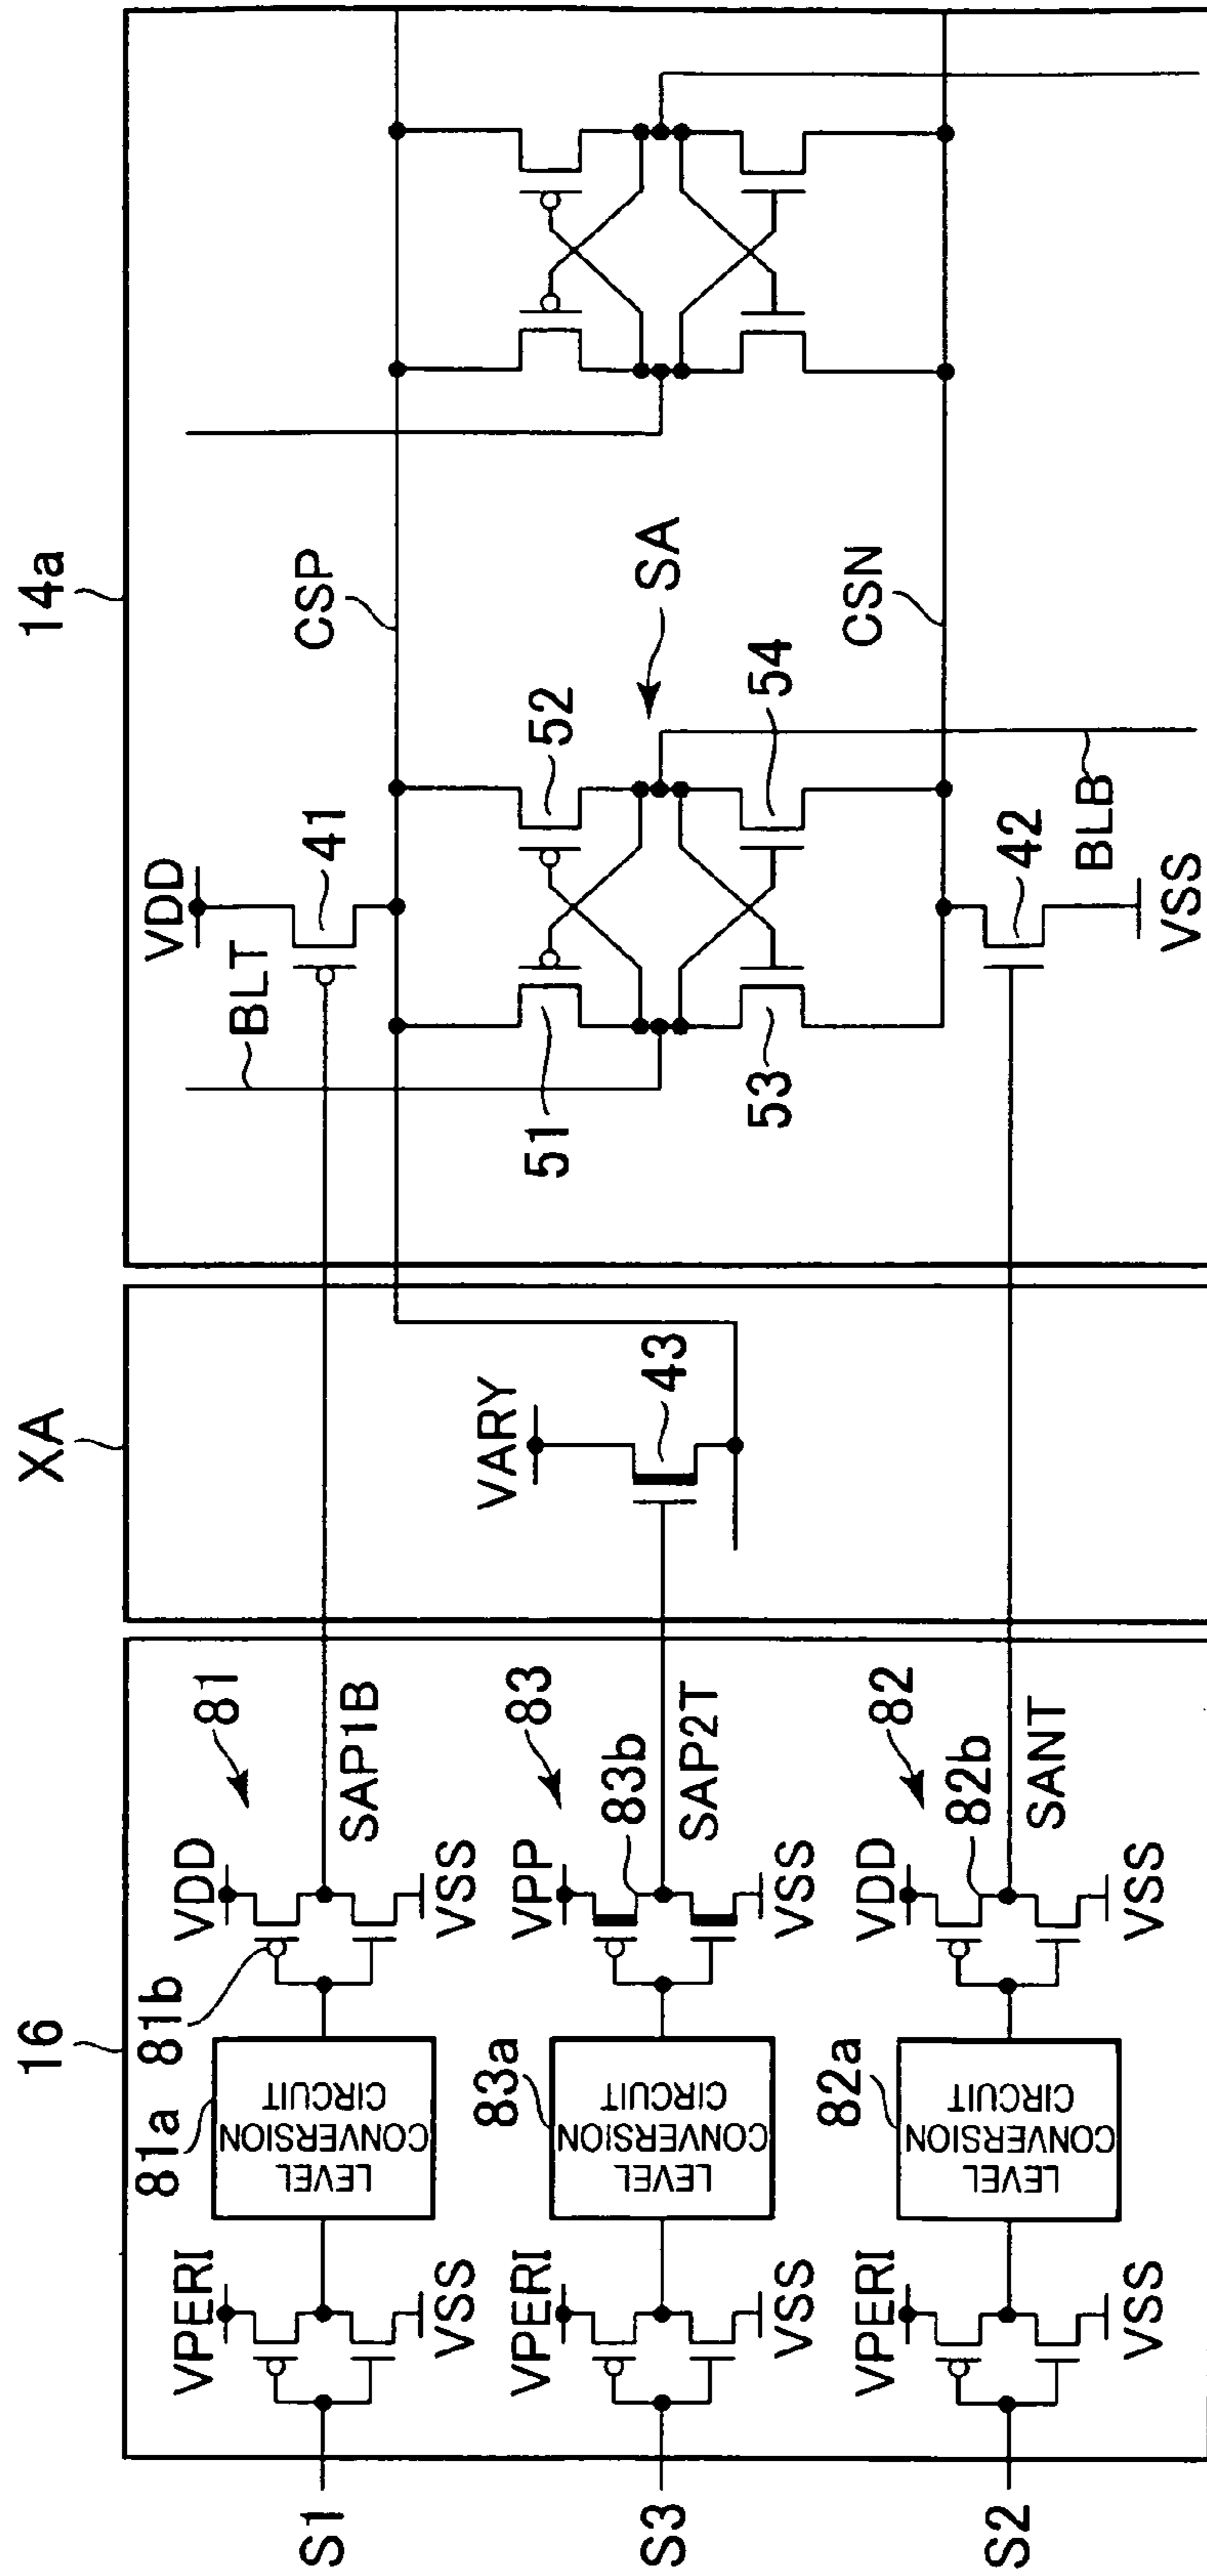 16
XA
14a
S1
VPERI
VSS
81a
LEVEL
CONVERSION
CIRCUIT
81b
VDD
VSS
81
SAP1B
S3
VPERI
VSS
83a
LEVEL
CONVERSION
CIRCUIT
VPP
VSS
83b
83
SAP2T
S2
VPERI
VSS
82a
LEVEL
CONVERSION
CIRCUIT
VDD
VSS
82b
82
SANT
VARY
43
BLT
VDD
41
CSP
51
52
SA
53
54
CSN
42
VSS
BLB